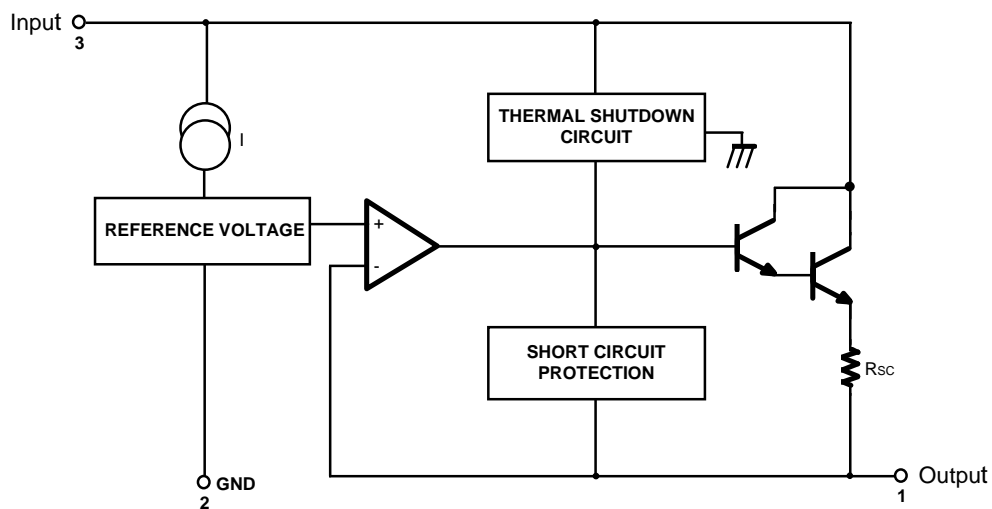 Input
3
THERMAL SHUTDOWN
CIRCUIT
I
REFERENCE VOLTAGE
+
-
SHORT CIRCUIT
PROTECTION
Rsc
GND
2
Output
1